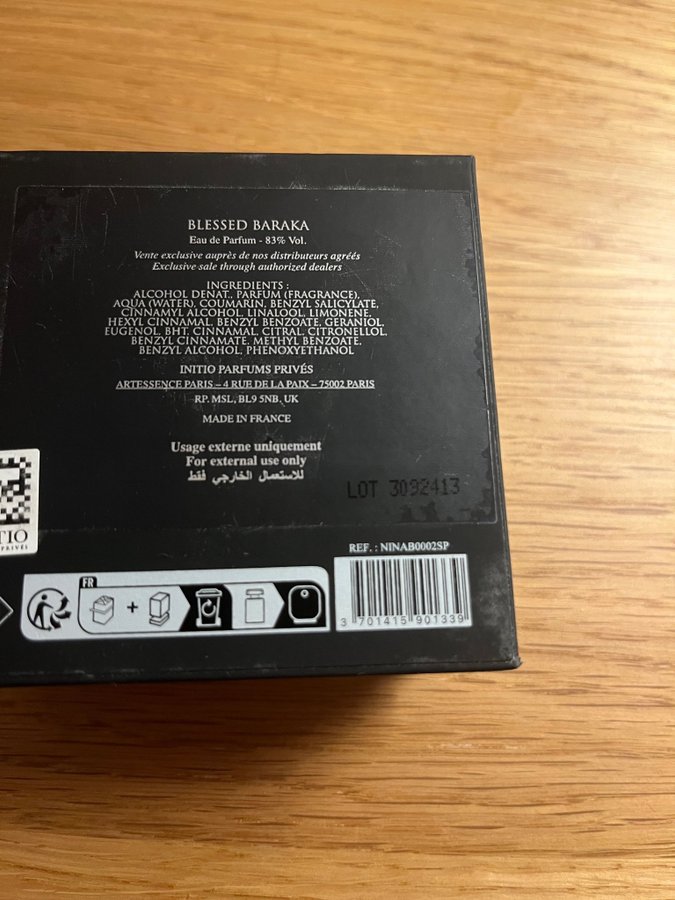 BLESSED BARAKA
Eau de Parfum - 83% Vol.
Vente exclusive auprès de nos distributeurs agréés
Exclusive sale through authorized dealers
INGREDIENTS :
ALCOHOL DENAT., PARFUM (FRAGRANCE),
AQUA (WATER), COUMARIN, BENZYL SALICYLATE,
CINNAMYL ALCOHOL, LINALOOL, LIMONENE,
HEXYL CINNAMAL, BENZYL BENZOATE, GERANIOL,
EUGENOL, BHT, CINNAMAL, CITRAL, CITRONELLOL,
BENZYL CINNAMATE, METHYL BENZOATE,
BENZYL ALCOHOL, PHENOXYETHANOL
INITIO PARFUMS PRIVÉS
ARTESSENCE PARIS – 4 RUE DE LA PAIX – 75002 PARIS
RP. MSL, BL9 5NB, UK
MADE IN FRANCE
Usage externe uniquement
For external use only
للاستعمال الخارجي فقط
LOT 3092413
TIO
PRIVÉS
REF. : NINAB0002SP
FR
+
3 701415 901339